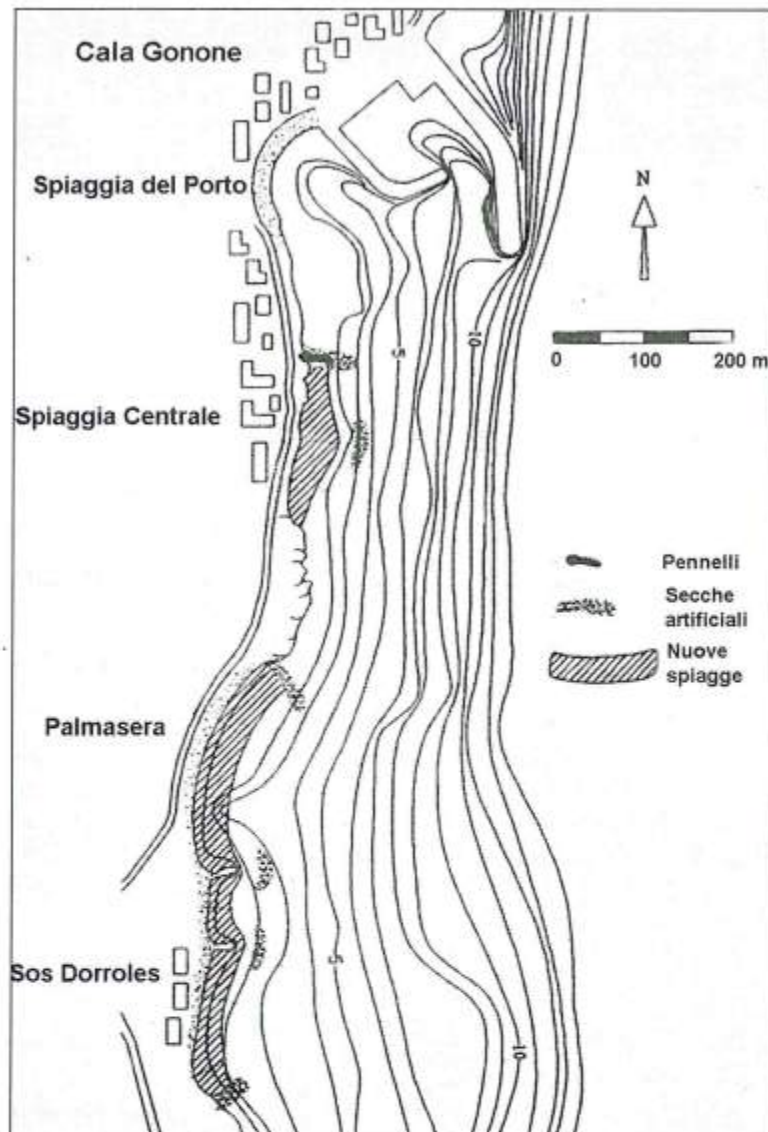 Cala Gonone
Spiaggia del Porto
N
0 100 200 m
-5
-10
Spiaggia Centrale
Pennelli
Secche
artificiali
Nuove
spiagge
Palmasera
Sos Dorroles
-5
-10